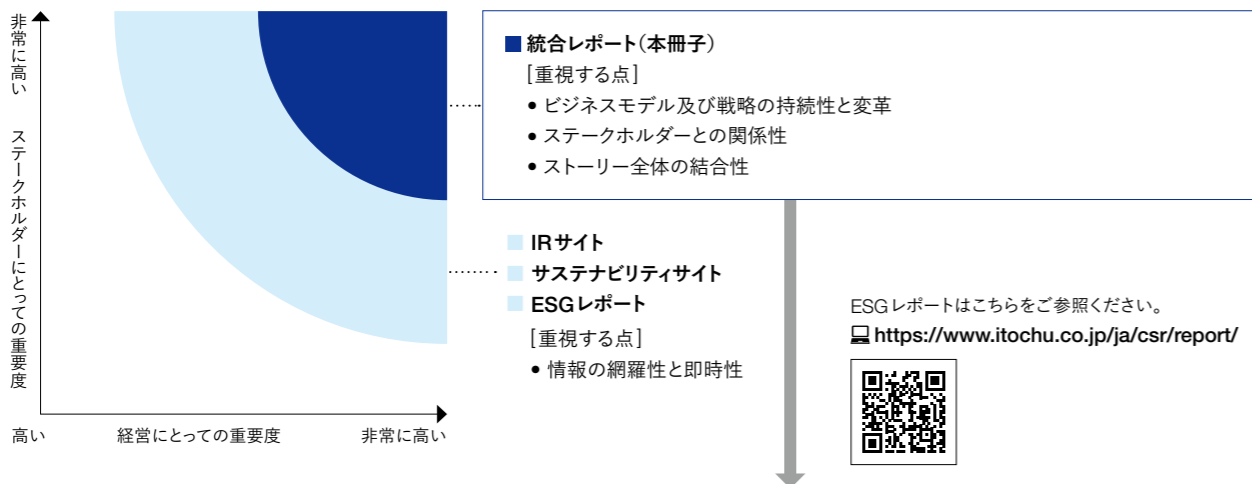 非常に高い
ステークホルダーにとっての重要度
高い
経営にとっての重要度
非常に高い
■ 統合レポート（本冊子）
［重視する点］
• ビジネスモデル及び戦略の持続性と変革
• ステークホルダーとの関係性
• ストーリー全体の結合性
■ IRサイト
■ サステナビリティサイト
■ ESGレポート
［重視する点］
• 情報の網羅性と即時性
ESGレポートはこちらをご参照ください。
https://www.itochu.co.jp/ja/csr/report/